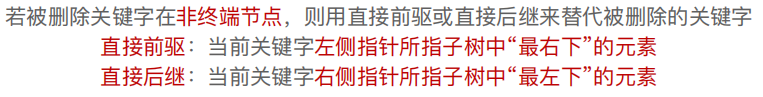 若被删除关键字在非终端节点，则用直接前驱或直接后继来替代被删除的关键字
直接前驱：当前关键字左侧指针所指子树中“最右下”的元素
直接后继：当前关键字右侧指针所指子树中“最左下”的元素